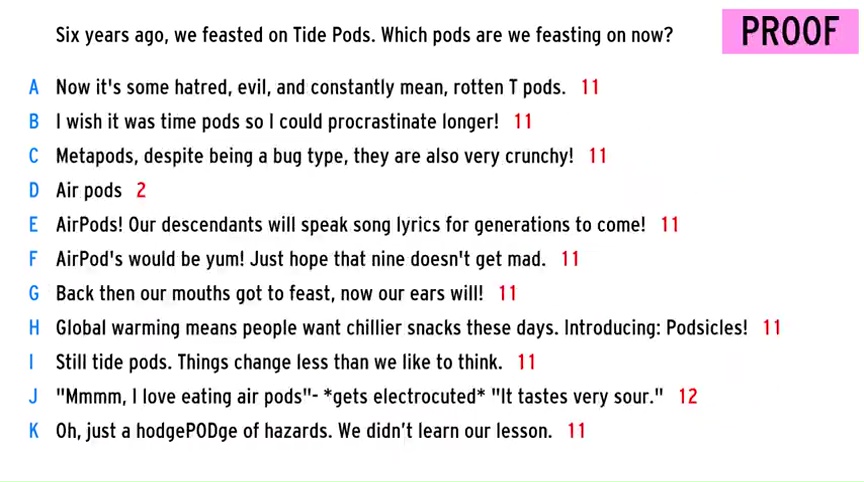 Six years ago, we feasted on Tide Pods. Which pods are we feasting on now?
PROOF
A Now it's some hatred, evil, and constantly mean, rotten T pods. 11
B I wish it was time pods so I could procrastinate longer! 11
C Metapods, despite being a bug type, they are also very crunchy! 11
D Air pods 2
E AirPods! Our descendants will speak song lyrics for generations to come! 11
F AirPod's would be yum! Just hope that nine doesn't get mad. 11
G Back then our mouths got to feast, now our ears will! 11
H Global warming means people want chillier snacks these days. Introducing: Podsicles! 11
I Still tide pods. Things change less than we like to think. 11
J "Mmmm, I love eating air pods"- *gets electrocuted* "It tastes very sour." 12
K Oh, just a hodgePODge of hazards. We didn't learn our lesson. 11